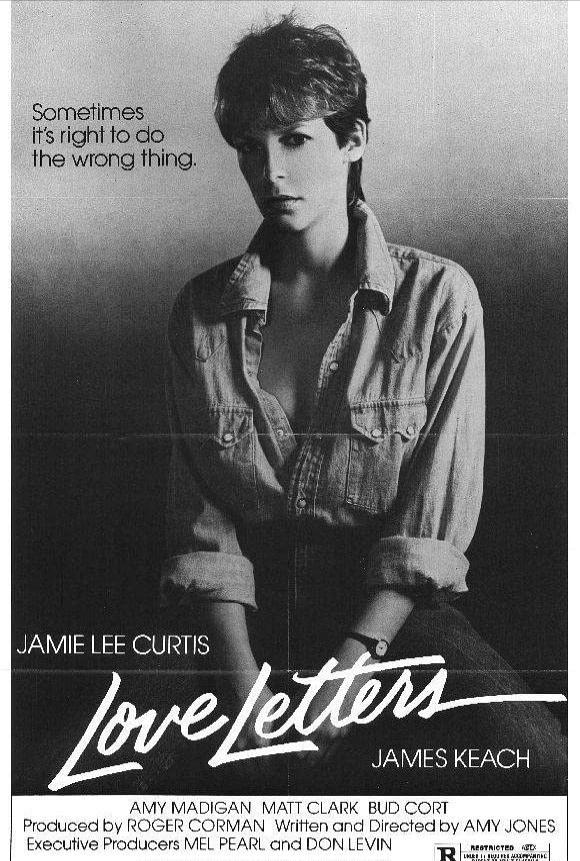 Sometimes
it's right to do
the wrong thing.
JAMIE LEE CURTIS
Love Letters
JAMES KEACH
AMY MADIGAN MATT CLARK BUD CORT
Produced by ROGER CORMAN Written and Directed by AMY JONES
Executive Producers MEL PEARL and DON LEVIN
R RESTRICTED